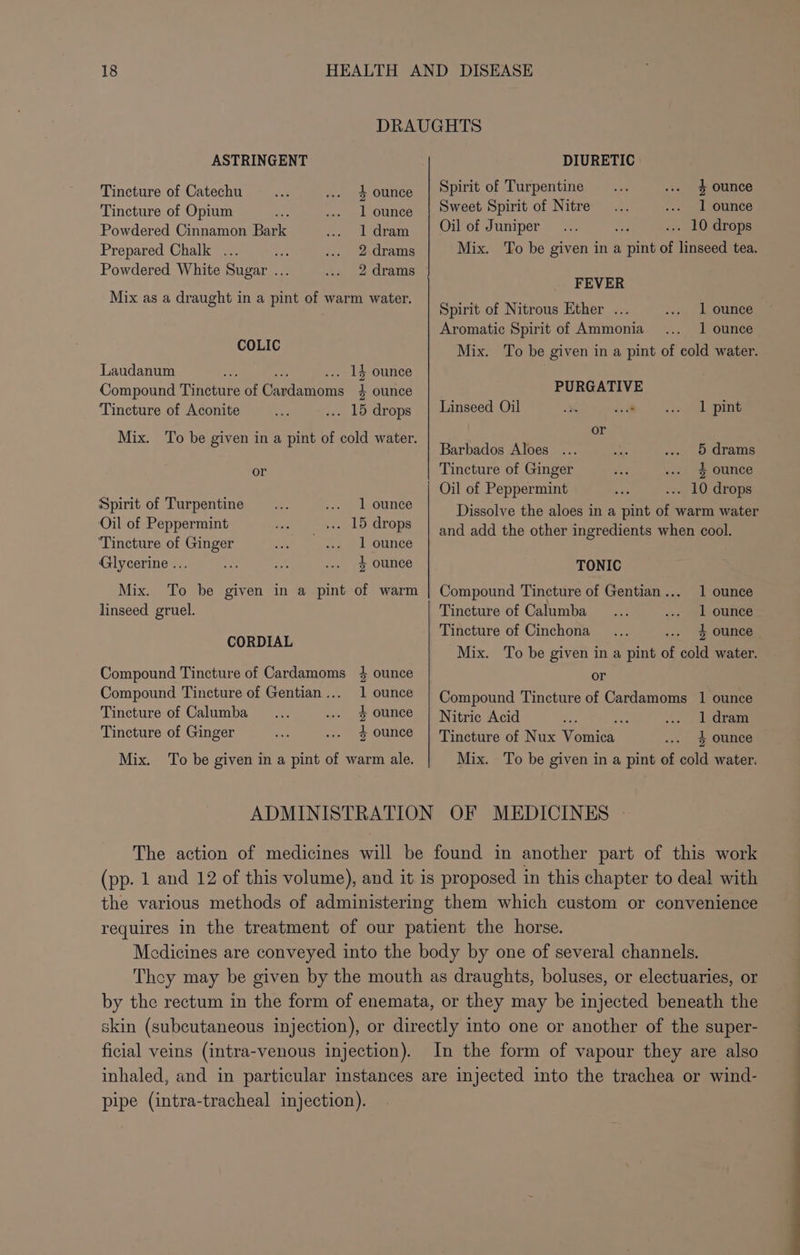 18 HEALTH AND DISEASE
DRAUGHTS
ASTRINGENT
Tincture of Catechu ... ... ½ ounce
Tincture of Opium ... ... 1 ounce
Powdered Cinnamon Bark ... 1 dram
Prepared Chalk ... ... ... 2 drams
Powdered White Sugar ... ... 2 drams
Mix as a draught in a pint of warm water.
COLIC
Laudanum ... ... ... 1½ ounce
Compound Tincture of Cardamoms ½ ounce
Tincture of Aconite ... ... 15 drops
Mix. To be given in a pint of cold water.
or
Spirit of Turpentine ... ... 1 ounce
Oil of Peppermint ... ... 15 drops
Tincture of Ginger ... ... 1 ounce
Glycerine ... ... ... ... ½ ounce
Mix. To be given in a pint of warm
linseed gruel.
CORDIAL
Compound Tincture of Cardamoms ½ ounce
Compound Tincture of Gentian ... 1 ounce
Tincture of Calumba ... ... ½ ounce
Tincture of Ginger ... ... ½ ounce
Mix. To be given in a pint of warm ale.
DIURETIC
Spirit of Turpentine ... ... ½ ounce
Sweet Spirit of Nitre ... ... 1 ounce
Oil of Juniper ... ... ... 10 drops
Mix. To be given in a pint of linseed tea.
FEVER
Spirit of Nitrous Ether ... ... 1 ounce
Aromatic Spirit of Ammonia ... 1 ounce
Mix. To be given in a pint of cold water.
PURGATIVE
Linseed Oil ... ... ... 1 pint
or
Barbados Aloes ... ... ... 5 drams
Tincture of Ginger ... ... ½ ounce
Oil of Peppermint ... ... 10 drops
Dissolve the aloes in a pint of warm water
and add the other ingredients when cool.
TONIC
Compound Tincture of Gentian ... 1 ounce
Tincture of Calumba ... ... 1 ounce
Tincture of Cinchona ... ... ½ ounce
Mix. To be given in a pint of cold water.
or
Compound Tincture of Cardamoms 1 ounce
Nitric Acid ... ... ... 1 dram
Tincture of Nux Vomica ... ½ ounce
Mix. To be given in a pint of cold water.
ADMINISTRATION OF MEDICINES
The action of medicines will be found in another part of this work
(pp. 1 and 12 of this volume), and it is proposed in this chapter to deal with
the various methods of administering them which custom or convenience
requires in the treatment of our patient the horse.
Medicines are conveyed into the body by one of several channels.
They may be given by the mouth as draughts, boluses, or electuaries, or
by the rectum in the form of enemata, or they may be injected beneath the
skin (subcutaneous injection), or directly into one or another of the super-
ficial veins (intra-venous injection). In the form of vapour they are also
inhaled, and in particular instances are injected into the trachea or wind-
pipe (intra-tracheal injection).